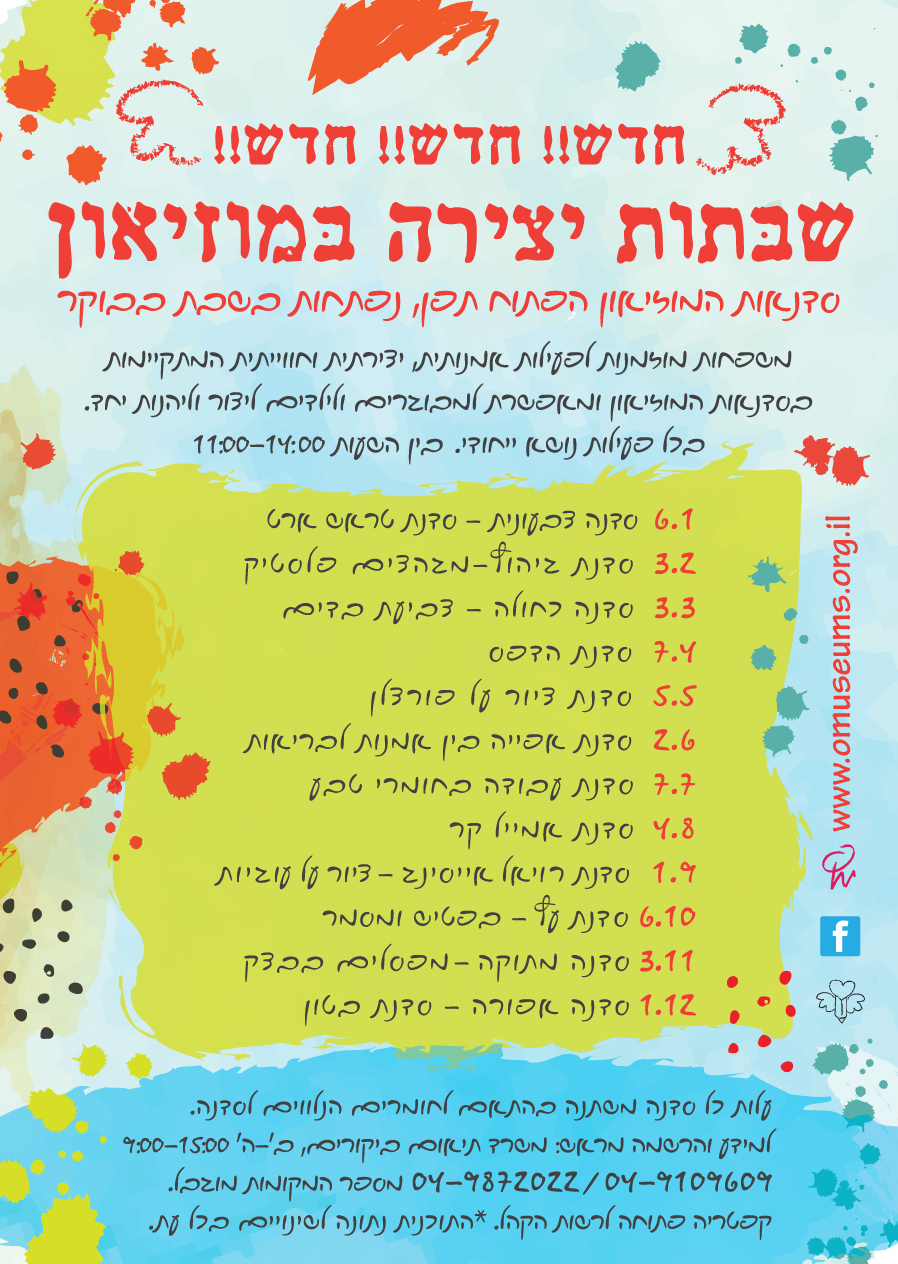 חדש!! חדש!! חדש!!
שבתות יצירה במוזיאון
סדנאות המוזיאון הפתוח תפן, נפתחות בשבת בבוקר
משפחות מוזמנות לפעילות אמנותית, יצירתית וחווייתית המתקיימות
בסדנאות המוזיאון ומאפשרת למבוגרים ולילדים ליצור וליהנות יחד.
בכל פעילות נושא ייחודי. בין השעות 11:00-14:00
6.1 סדנה צבעונית - סדנת טראש ארט
3.2 סדנת גיהוץ-מגהצים פלסטיק
3.3 סדנה כחולה - צביעת בדים
7.4 סדנת הדפס
5.5 סדנת ציור על פורצלן
2.6 סדנת אפייה בין אמנות לבריאות
7.7 סדנת עבודה בחומרי טבע
4.8 סדנת אמייל קר
1.9 סדנת רויאל אייסינג - ציור על עוגיות
6.10 סדנת עץ - בפטיש ומסמר
3.11 סדנה מתוקה - מפסלים בבצק
1.12 סדנה אפורה - סדנת בטון
עלות כל סדנה משתנה בהתאם לחומרים הנלווים לסדנה.
למידע והרשמה מראש: משרד תיאום ביקורים, ב'-ה' 9:00-15:00
04-9109609 / 04-9872022 מספר המקומות מוגבל.
קפטריה פתוחה לרשות הקהל. *התוכנית נתונה לשינויים בכל עת.
www.omuseums.org.il
f